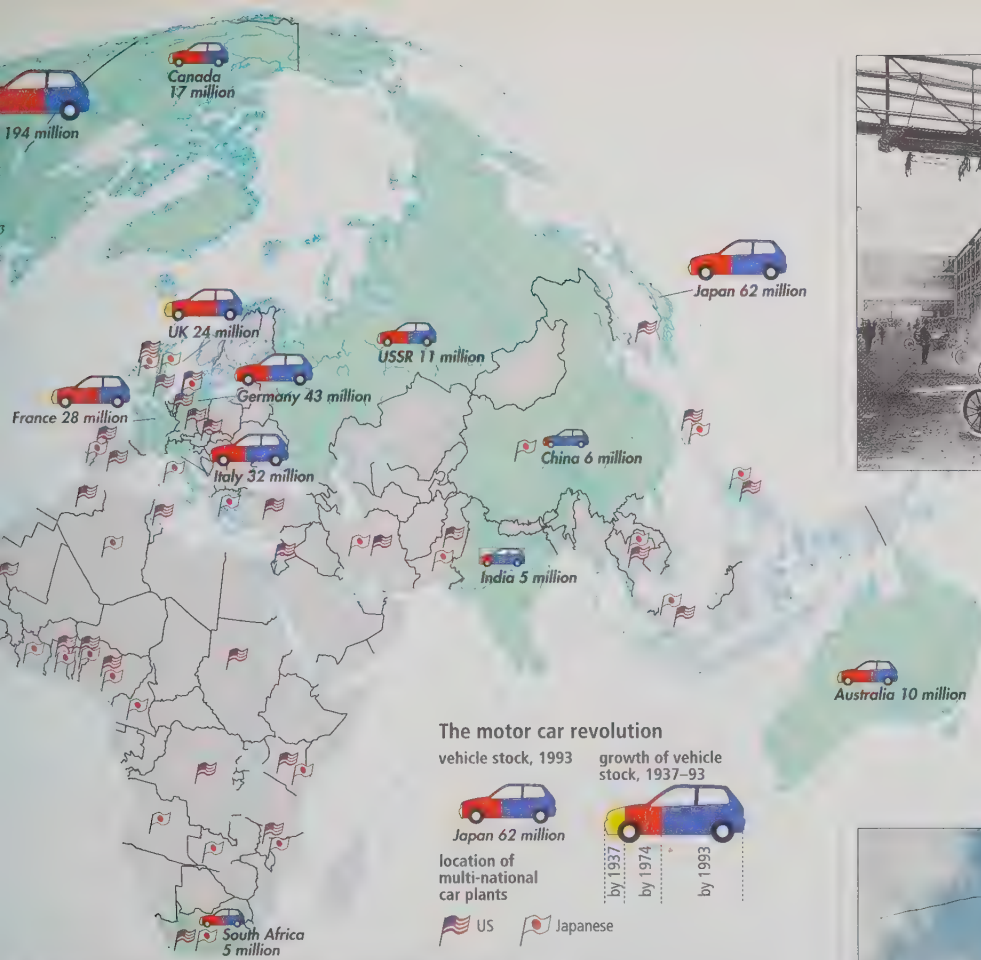 Canada
17 million
194 million
Japan 62 million
UK 24 million
USSR 11 million
Germany 43 million
France 28 million
Italy 32 million
China 6 million
India 5 million
Australia 10 million
The motor car revolution
vehicle stock, 1993
growth of vehicle
stock, 1937–93
Japan 62 million
by 1937
by 1974
by 1993
location of
multi-national
car plants
US
Japanese
South Africa
5 million